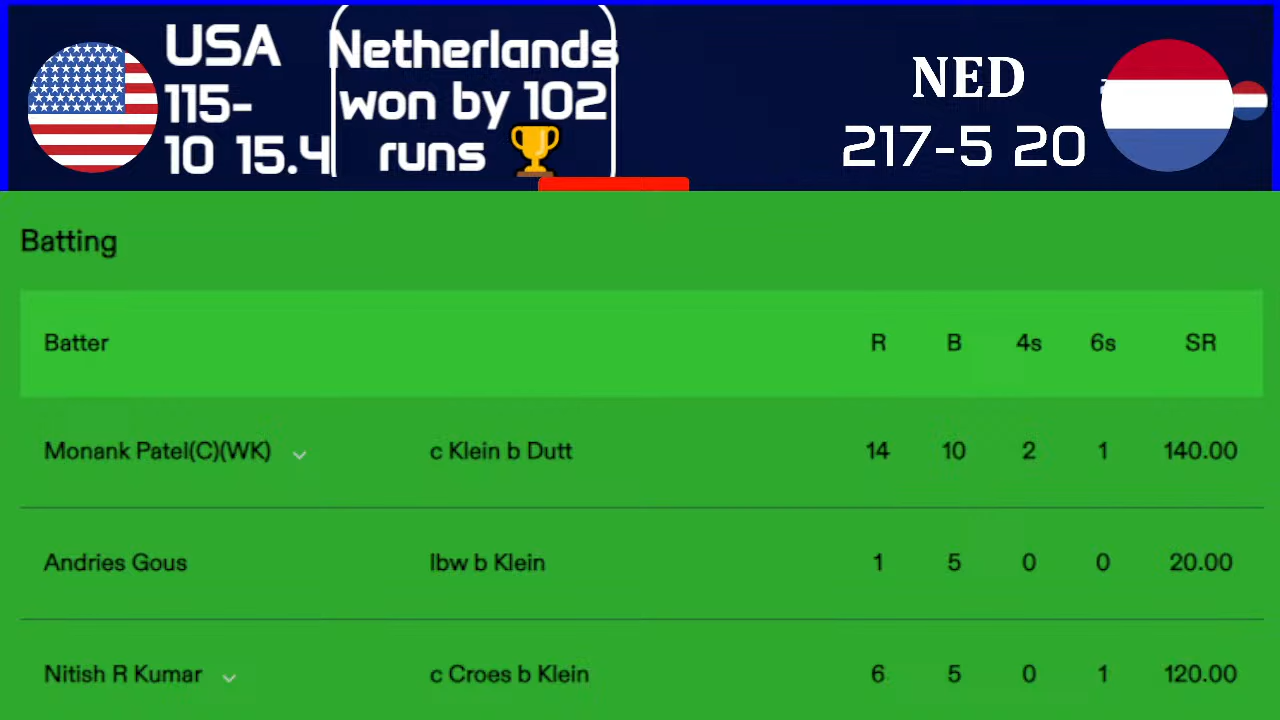 USA
115-
10 15.4
Netherlands
won by 102
runs 🏆
NED
217-5 20
Batting
Batter R B 4s 6s SR
Monank Patel(C)(WK) c Klein b Dutt 14 10 2 1 140.00
Andries Gous lbw b Klein 1 5 0 0 20.00
Nitish R Kumar c Croes b Klein 6 5 0 1 120.00